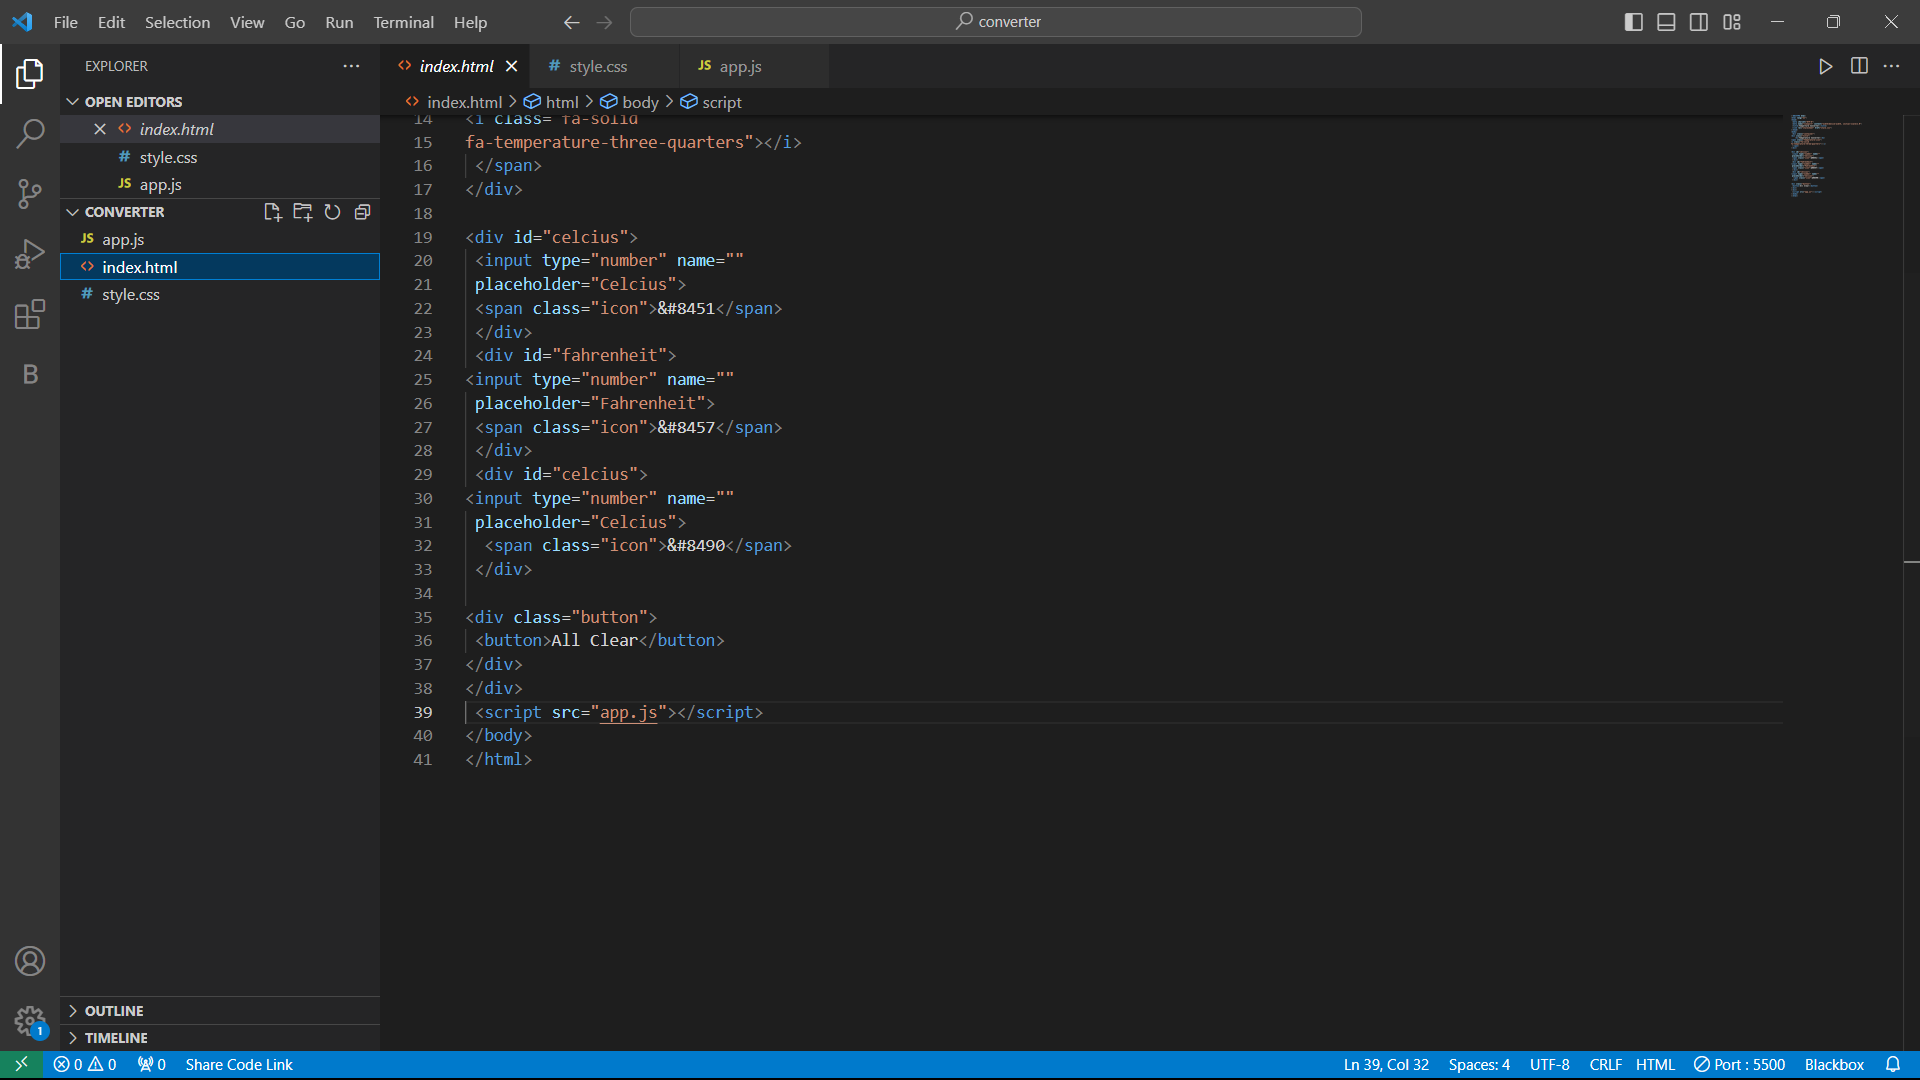 File Edit Selection View Go Run Terminal Help
converter
EXPLORER
OPEN EDITORS
index.html
style.css
JS app.js
CONVERTER
JS app.js
index.html
style.css
OUTLINE
TIMELINE
index.html # style.css JS app.js
index.html > html > body > script
14 <i class="fa-solid
15 fa-temperature-three-quarters"></i>
16 </span>
17 </div>
18
19 <div id="celcius">
20 <input type="number" name=""
21 placeholder="Celcius">
22 <span class="icon">&#8451</span>
23 </div>
24 <div id="fahrenheit">
25 <input type="number" name=""
26 placeholder="Fahrenheit">
27 <span class="icon">&#8457</span>
28 </div>
29 <div id="celcius">
30 <input type="number" name=""
31 placeholder="Celcius">
32 <span class="icon">&#8490</span>
33 </div>
34
35 <div class="button">
36 <button>All Clear</button>
37 </div>
38 </div>
39 <script src="app.js"></script>
40 </body>
41 </html>
B
1
0 0 0 Share Code Link
Ln 39, Col 32 Spaces: 4 UTF-8 CRLF HTML Port : 5500 Blackbox